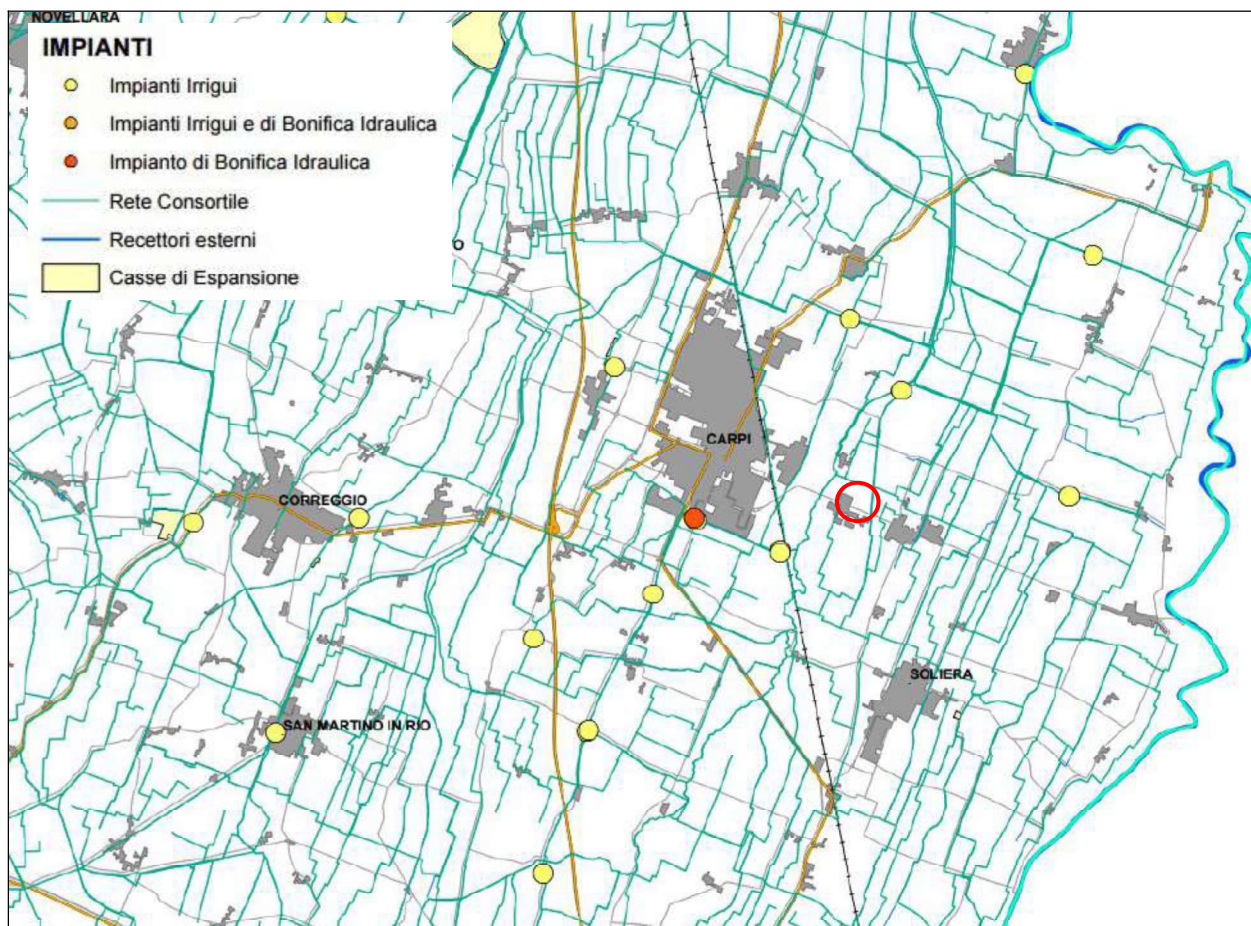 NOVELLARA
IMPIANTI
Impianti Irrigui
Impianti Irrigui e di Bonifica Idraulica
Impianto di Bonifica Idraulica
Rete Consortile
Recettori esterni
Casse di Espansione
O
CARPI
CORREGGIO
SOLIERA
SAN MARTINO IN RIO